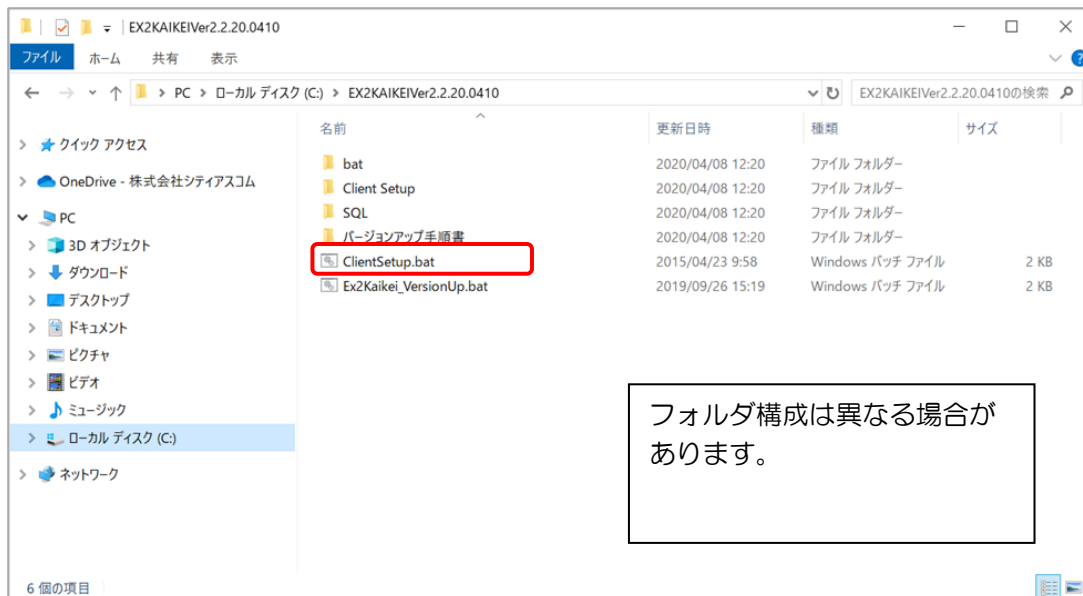 EX2KAIKEIVer2.2.20.0410
ファイル ホーム 共有 表示
PC > ローカル ディスク (C:) > EX2KAIKEIVer2.2.20.0410 EX2KAIKEIVer2.2.20.0410の検索
名前 更新日時 種類 サイズ
クイック アクセス
OneDrive - 株式会社シティアスコム
PC
3D オブジェクト
ダウンロード
デスクトップ
ドキュメント
ピクチャ
ビデオ
ミュージック
ローカル ディスク (C:)
ネットワーク
bat 2020/04/08 12:20 ファイル フォルダー
Client Setup 2020/04/08 12:20 ファイル フォルダー
SQL 2020/04/08 12:20 ファイル フォルダー
バージョンアップ手順書 2020/04/08 12:20 ファイル フォルダー
ClientSetup.bat 2015/04/23 9:58 Windows バッチ ファイル 2 KB
Ex2Kaikei_VersionUp.bat 2019/09/26 15:19 Windows バッチ ファイル 2 KB
フォルダ構成は異なる場合が
あります。
6 個の項目